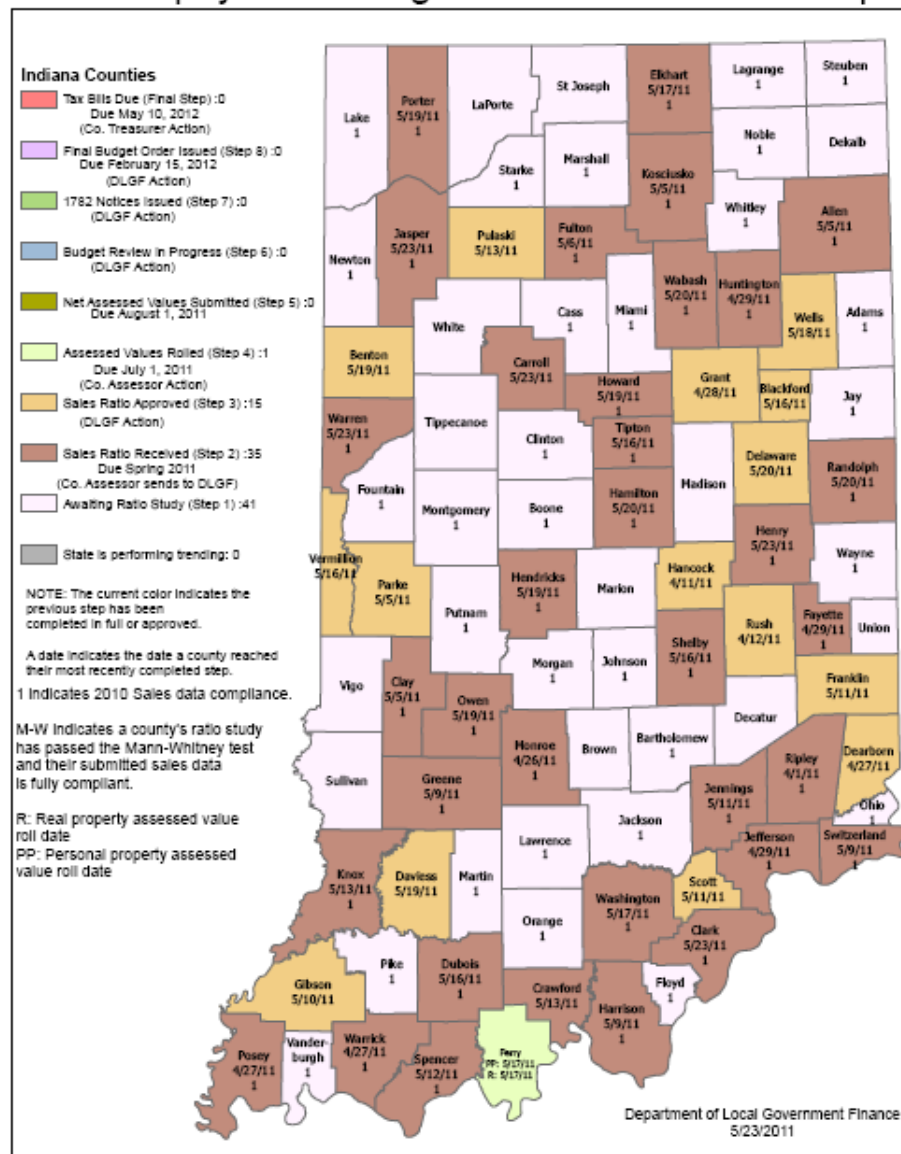 Indiana Counties
Tax Bills Due (Final Step) :0
Due May 10, 2012
(Co. Treasurer Action)
Final Budget Order Issued (Step 8) :0
Due February 15, 2012
(DLGF Action)
1782 Notices Issued (Step 7) :0
(DLGF Action)
Budget Review In Progress (Step 6) :0
(DLGF Action)
Net Assessed Values Submitted (Step 5) :0
Due August 1, 2011
Assessed Values Rolled (Step 4) :1
Due July 1, 2011
(Co. Assessor Action)
Sales Ratio Approved (Step 3) :15
(DLGF Action)
Sales Ratio Received (Step 2) :35
Due Spring 2011
(Co. Assessor sends to DLGF)
Awaiting Ratio Study (Step 1) :41
State is performing trending: 0
NOTE: The current color indicates the
previous step has been
completed in full or approved.
A date indicates the date a county reached
their most recently completed step.
1 Indicates 2010 Sales data compliance.
M-W indicates a county's ratio study
has passed the Mann-Whitney test
and their submitted sales data
is fully compliant.
R: Real property assessed value
roll date
PP: Personal property assessed
value roll date
Lake
1
Porter
5/19/11
1
LaPorte
St Joseph
Elkhart
5/17/11
1
Lagrange
1
Steuben
1
Noble
1
Dekalb
Starke
1
Marshall
1
Kosciusko
5/5/11
1
Whitley
1
Allen
5/5/11
1
Newton
1
Jasper
5/23/11
1
Pulaski
5/13/11
Fulton
5/6/11
1
Wabash
5/20/11
1
Huntington
4/29/11
1
Wells
5/18/11
Adams
1
White
Cass
1
Miami
1
Benton
5/19/11
Carroll
5/23/11
1
Howard
5/19/11
1
Grant
4/28/11
Blackford
5/16/11
Jay
1
Warren
5/23/11
1
Tippecanoe
Clinton
1
Tipton
5/16/11
1
Madison
Delaware
5/20/11
Randolph
5/20/11
1
Fountain
1
Montgomery
1
Boone
1
Hamilton
5/20/11
1
Henry
5/23/11
1
Wayne
1
Vermillion
5/16/11
Parke
5/5/11
Putnam
1
Hendricks
5/19/11
1
Marion
Hancock
4/11/11
Rush
4/12/11
Fayette
4/29/11
1
Union
Vigo
Clay
5/5/11
1
Owen
5/19/11
1
Morgan
1
Johnson
1
Shelby
5/16/11
1
Franklin
5/11/11
Decatur
Sullivan
Greene
5/9/11
1
Monroe
4/26/11
1
Brown
Bartholomew
1
Jennings
5/11/11
1
Ripley
4/1/11
1
Dearborn
4/27/11
Ohio
1
Lawrence
1
Jackson
1
Jefferson
4/29/11
1
Switzerland
5/9/11
1
Knox
5/13/11
1
Daviess
5/19/11
Martin
1
Orange
1
Washington
5/17/11
1
Scott
5/11/11
Clark
5/23/11
1
Gibson
5/10/11
Pike
1
Dubois
5/16/11
1
Crawford
5/13/11
Harrison
5/9/11
1
Floyd
1
Posey
4/27/11
1
Vander-
burgh
1
Warrick
4/27/11
1
Spencer
5/12/11
1
Perry
PP: 5/17/11
R: 5/17/11
Department of Local Government Finance
5/23/2011